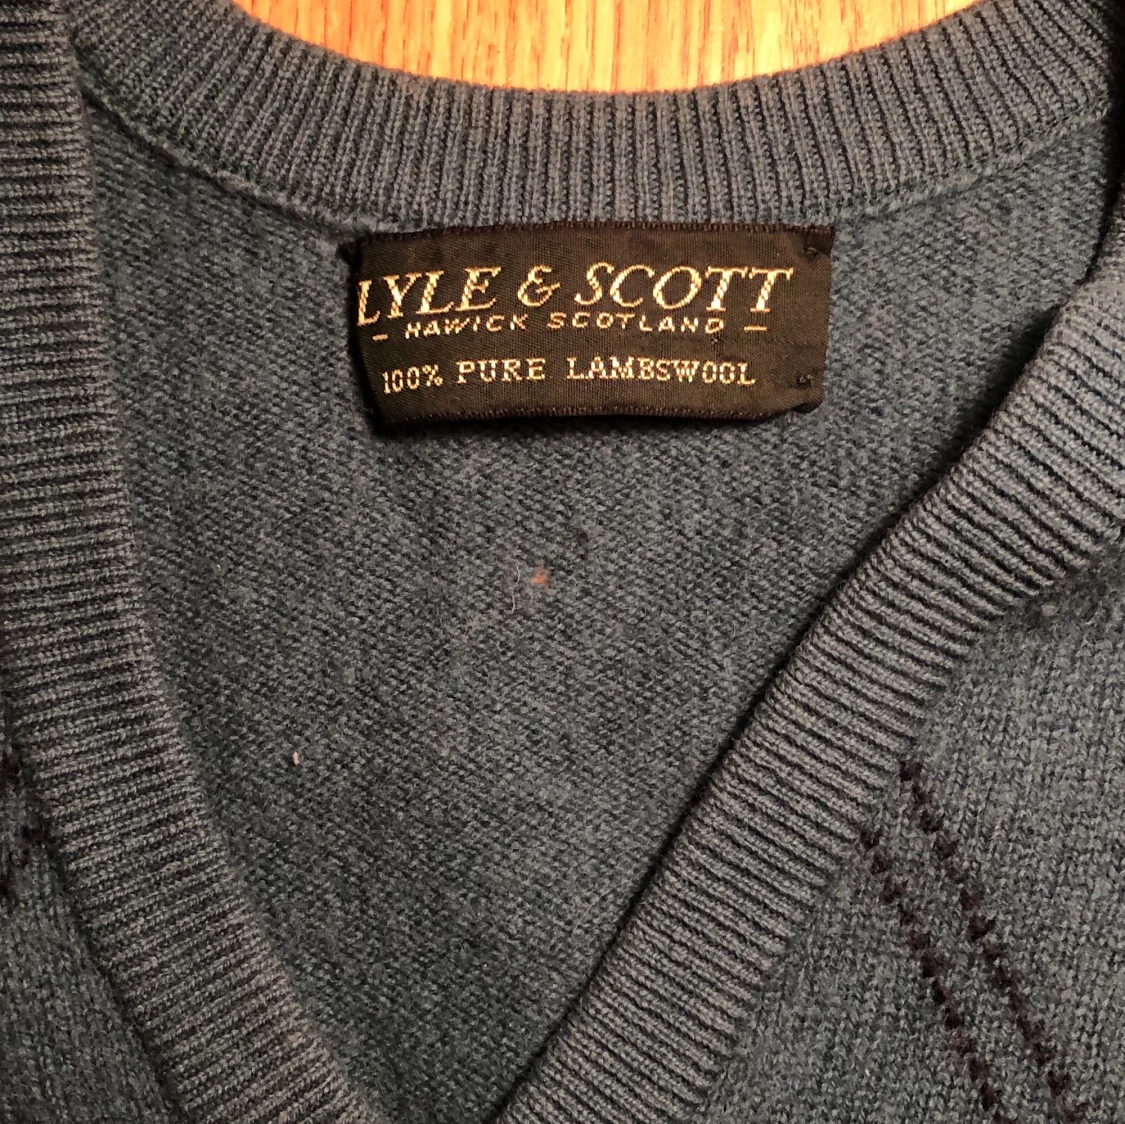 LYLE & SCOTT
- HAWICK SCOTLAND -
100% PURE LAMBSWOOL